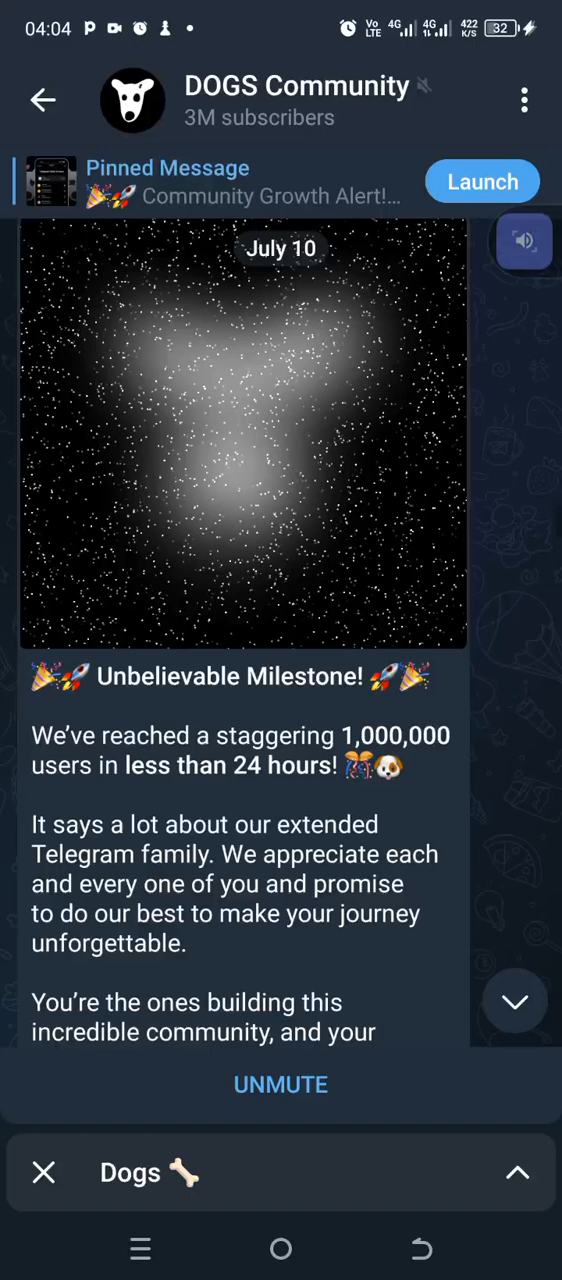 04:04
Vo LTE 4G 4G 422 K/S 32
DOGS Community
3M subscribers
Pinned Message
🎉🚀 Community Growth Alert!...
Launch
July 10
🎉🚀 Unbelievable Milestone! 🚀🎉
We’ve reached a staggering 1,000,000
users in less than 24 hours! 🎊🐶
It says a lot about our extended
Telegram family. We appreciate each
and every one of you and promise
to do our best to make your journey
unforgettable.
You’re the ones building this
incredible community, and your
UNMUTE
Dogs 🦴